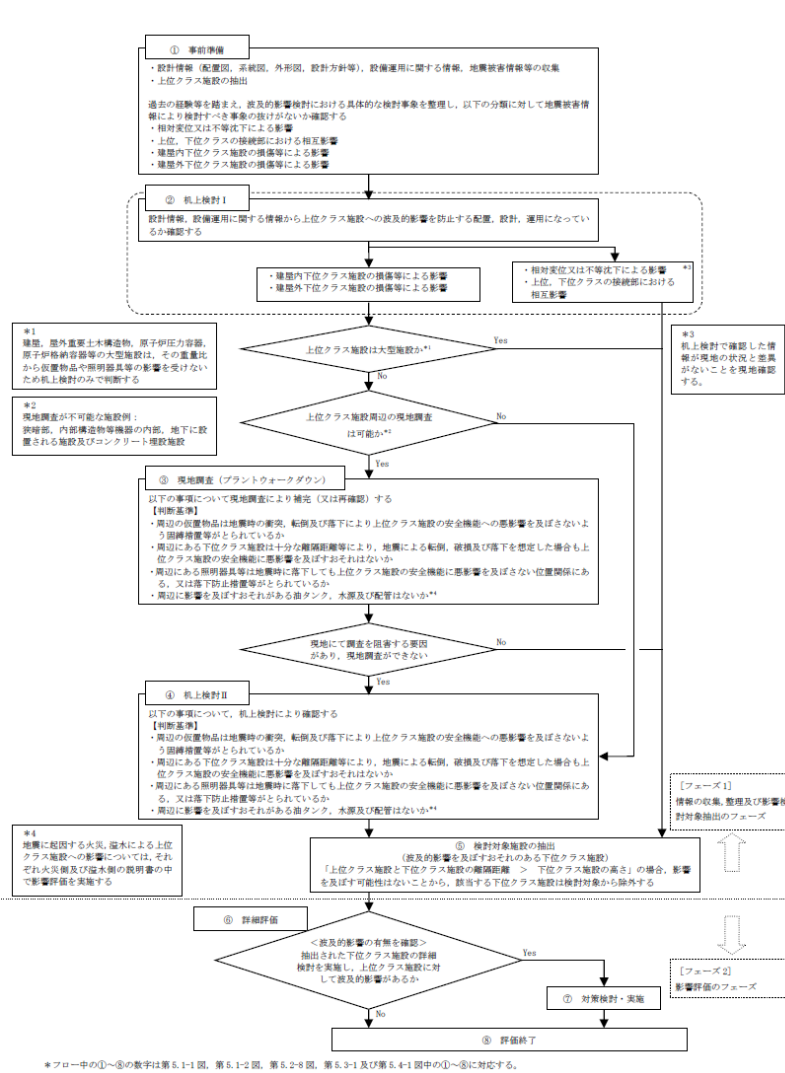 ① 事前準備
・設計情報（配置図，系統図，外形図，設計方針等），設備運用に関する情報，地震被害情報等の収集
・上位クラス施設の抽出
過去の経験等を踏まえ，波及的影響検討における具体的な検討事象を整理し，以下の分類に対して地震被害情
報により検討すべき事象の抜けがないか確認する
・相対変位又は不等沈下による影響
・上位，下位クラスの接続部における相互影響
・建屋内下位クラス施設の損傷等による影響
・建屋外下位クラス施設の損傷等による影響
② 机上検討Ⅰ
設計情報，設備運用に関する情報から上位クラス施設への波及的影響を防止する配置，設計，運用になってい
るか確認する
・建屋内下位クラス施設の損傷等による影響
・建屋外下位クラス施設の損傷等による影響
・相対変位又は不等沈下による影響 *3
・上位，下位クラスの接続部における
相互影響
＊1
建屋，屋外重要土木構造物，原子炉圧力容器，
原子炉格納容器等の大型施設は，その重量比
から仮置物品や照明器具等の影響を受けない
ため机上検討のみで判断する
上位クラス施設は大型施設か*1
Yes
No
＊3
机上検討で確認した情
報が現地の状況と差異
がないことを現地確認
する。
＊2
現地調査が不可能な施設例：
狭暗部，内部構造物等機器の内部，地下に設
置される施設及びコンクリート埋設施設
上位クラス施設周辺の現地調査
は可能か*2
No
Yes
③ 現地調査（プラントウォークダウン）
以下の事項について現地調査により補完（又は再確認）する
【判断基準】
・周辺の仮置物品は地震時の衝突，転倒及び落下により上位クラス施設の安全機能への悪影響を及ぼさないよ
う固縛措置等がとられているか
・周辺にある下位クラス施設は十分な離隔距離等により，地震による転倒，破損及び落下を想定した場合も上
位クラス施設の安全機能に悪影響を及ぼすおそれはないか
・周辺にある照明器具等は地震時に落下しても上位クラス施設の安全機能に悪影響を及ぼさない位置関係にあ
る，又は落下防止措置等がとられているか
・周辺に影響を及ぼすおそれがある油タンク，水源及び配管はないか*4
現地にて調査を阻害する要因
があり，現地調査ができない
No
Yes
④ 机上検討Ⅱ
以下の事項について，机上検討により確認する
【判断基準】
・周辺の仮置物品は地震時の衝突，転倒及び落下により上位クラス施設の安全機能への悪影響を及ぼさないよ
う固縛措置等がとられているか
・周辺にある下位クラス施設は十分な離隔距離等により，地震による転倒，破損及び落下を想定した場合も上
位クラス施設の安全機能に悪影響を及ぼすおそれはないか
・周辺にある照明器具等は地震時に落下しても上位クラス施設の安全機能に悪影響を及ぼさない位置関係にあ
る，又は落下防止措置等がとられているか
・周辺に影響を及ぼすおそれがある油タンク，水源及び配管はないか*4
［フェーズ1］
情報の収集,整理及び影響検
討対象抽出のフェーズ
＊4
地震に起因する火災，溢水による上位
クラス施設への影響については，それ
ぞれ火災側及び溢水側の説明書の中
で影響評価を実施する
⑤ 検討対象施設の抽出
（波及的影響を及ぼすおそれのある下位クラス施設）
「上位クラス施設と下位クラス施設の離隔距離 ＞ 下位クラス施設の高さ」の場合，影響
を及ぼす可能性はないことから，該当する下位クラス施設は検討対象から除外する
⑥ 詳細評価
＜波及的影響の有無を確認＞
抽出された下位クラス施設の詳細
検討を実施し，上位クラス施設に対
して波及的影響があるか
Yes
No
［フェーズ2］
影響評価のフェーズ
⑦ 対策検討・実施
⑧ 評価終了
＊フロー中の①～⑧の数字は第5.1-1図，第5.1-2図，第5.2-8図，第5.3-1及び第5.4-1図中の①～⑧に対応する。